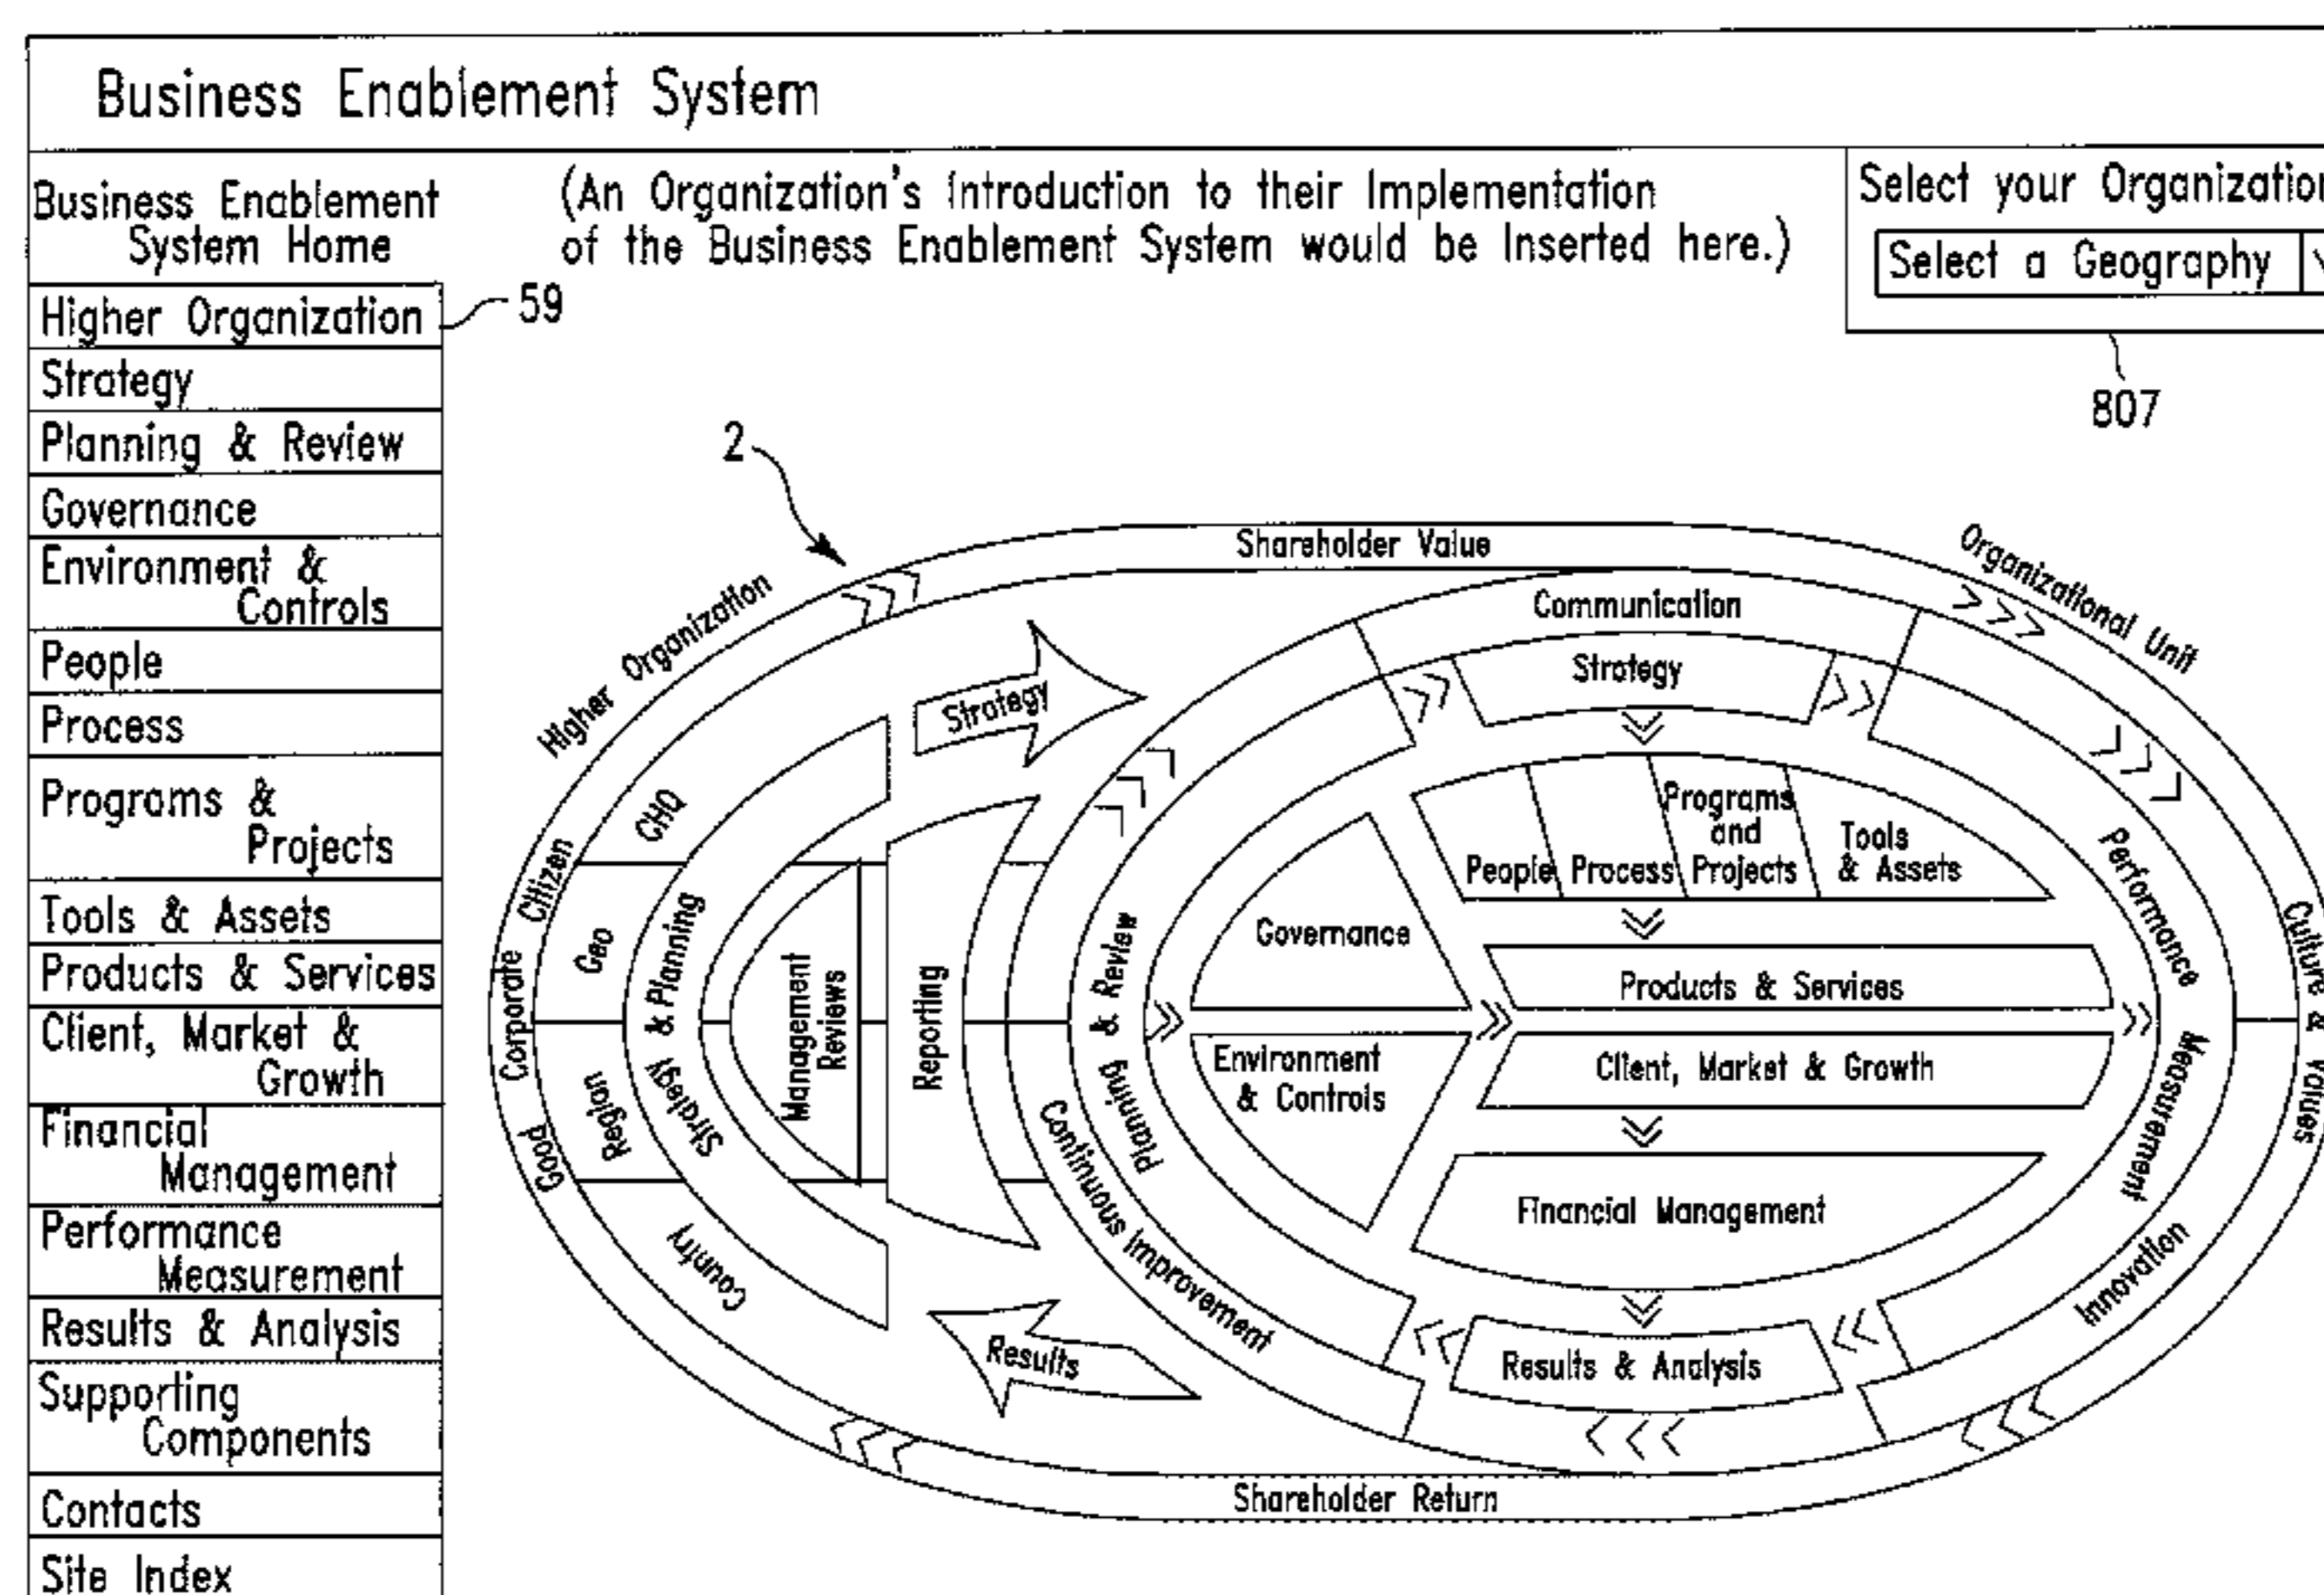 Business Enablement System
Business Enablement
System Home
(An Organization's Introduction to their Implementation
of the Business Enablement System would be Inserted here.)
Select your Organization
Select a Geography
Higher Organization
59
Strategy
Planning & Review
Governance
Environment &
Controls
People
Process
Programs &
Projects
Tools & Assets
Products & Services
Client, Market &
Growth
Financial
Management
Performance
Measurement
Results & Analysis
Supporting
Components
Contacts
Site Index
807
2
Higher Organization
Shareholder Value
Organizational Unit
Good Corporate Citizen
CHQ
Geo
Region
Country
Strategy & Planning
Management
Reviews
Reporting
Strategy
Results
Communication
Strategy
Continuous Improvement
Planning & Review
Governance
Environment
& Controls
People
Process
Programs
and
Projects
Tools
& Assets
Products & Services
Client, Market & Growth
Financial Management
Results & Analysis
Performance
Measurement
Innovation
Culture & Values
Shareholder Return